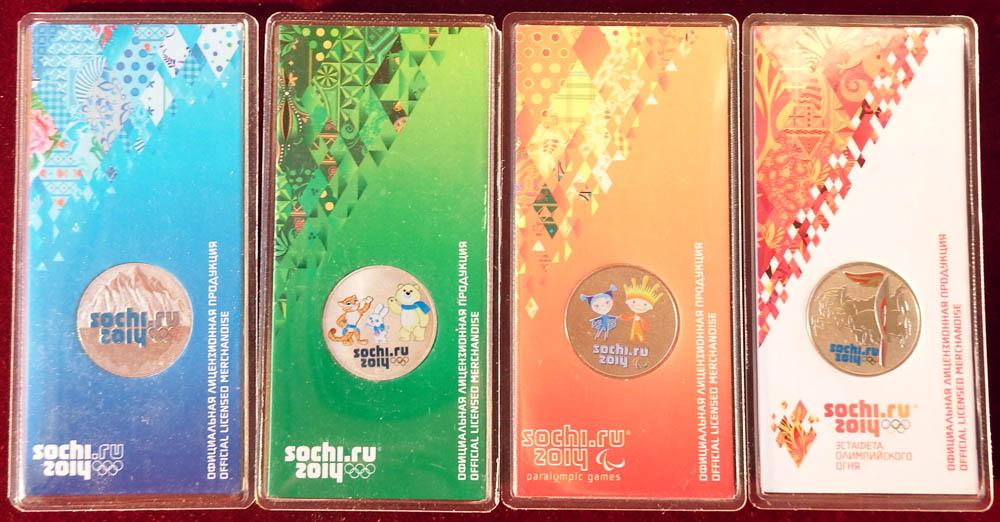 sochi.ru
2014
ОФИЦИАЛЬНАЯ ЛИЦЕНЗИОННАЯ ПРОДУКЦИЯ
OFFICIAL LICENSED MERCHANDISE
sochi.ru
2014
sochi.ru
2014
ОФИЦИАЛЬНАЯ ЛИЦЕНЗИОННАЯ ПРОДУКЦИЯ
OFFICIAL LICENSED MERCHANDISE
sochi.ru
2014
sochi.ru
2014
ОФИЦИАЛЬНАЯ ЛИЦЕНЗИОННАЯ ПРОДУКЦИЯ
OFFICIAL LICENSED MERCHANDISE
sochi.ru
2014
paralympic games
sochi.ru
2014
ОФИЦИАЛЬНАЯ ЛИЦЕНЗИОННАЯ ПРОДУКЦИЯ
OFFICIAL LICENSED MERCHANDISE
sochi.ru
2014
ЭСТАФЕТА
ОЛИМПИЙСКОГО
ОГНЯ